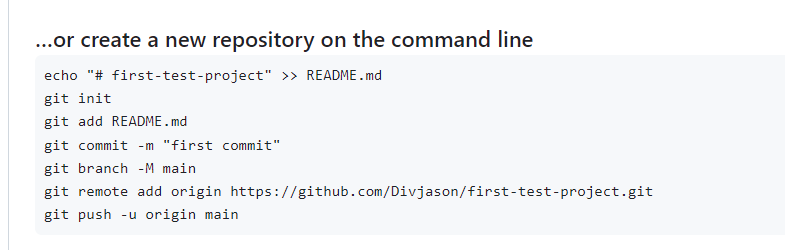 ...or create a new repository on the command line
echo "# first-test-project" >> README.md
git init
git add README.md
git commit -m "first commit"
git branch -M main
git remote add origin https://github.com/Divjason/first-test-project.git
git push -u origin main